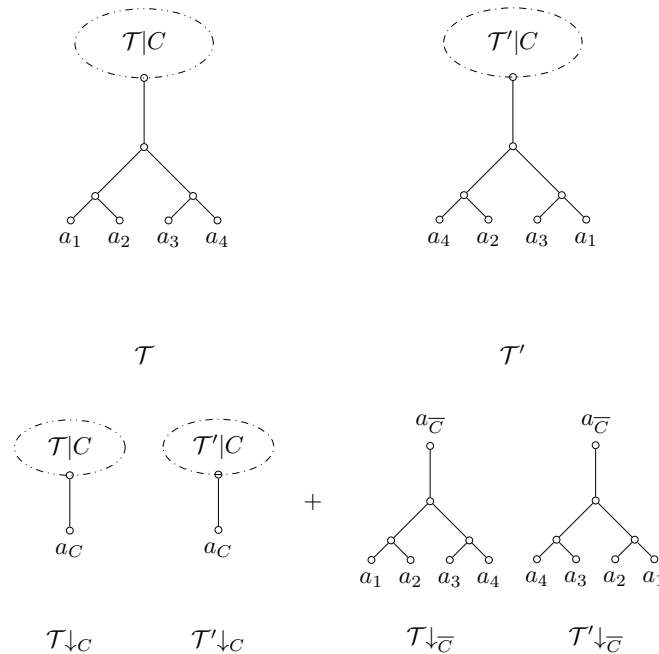 𝒯|C 𝒯′|C
a₁ a₂ a₃ a₄ a₄ a₂ a₃ a₁
𝒯 𝒯′
a_C̅ a_C̅
𝒯|C 𝒯′|C
+
a_C a_C
a₁ a₂ a₃ a₄ a₄ a₃ a₂ a₁
𝒯↓_C 𝒯′↓_C 𝒯↓_C̅ 𝒯′↓_C̅